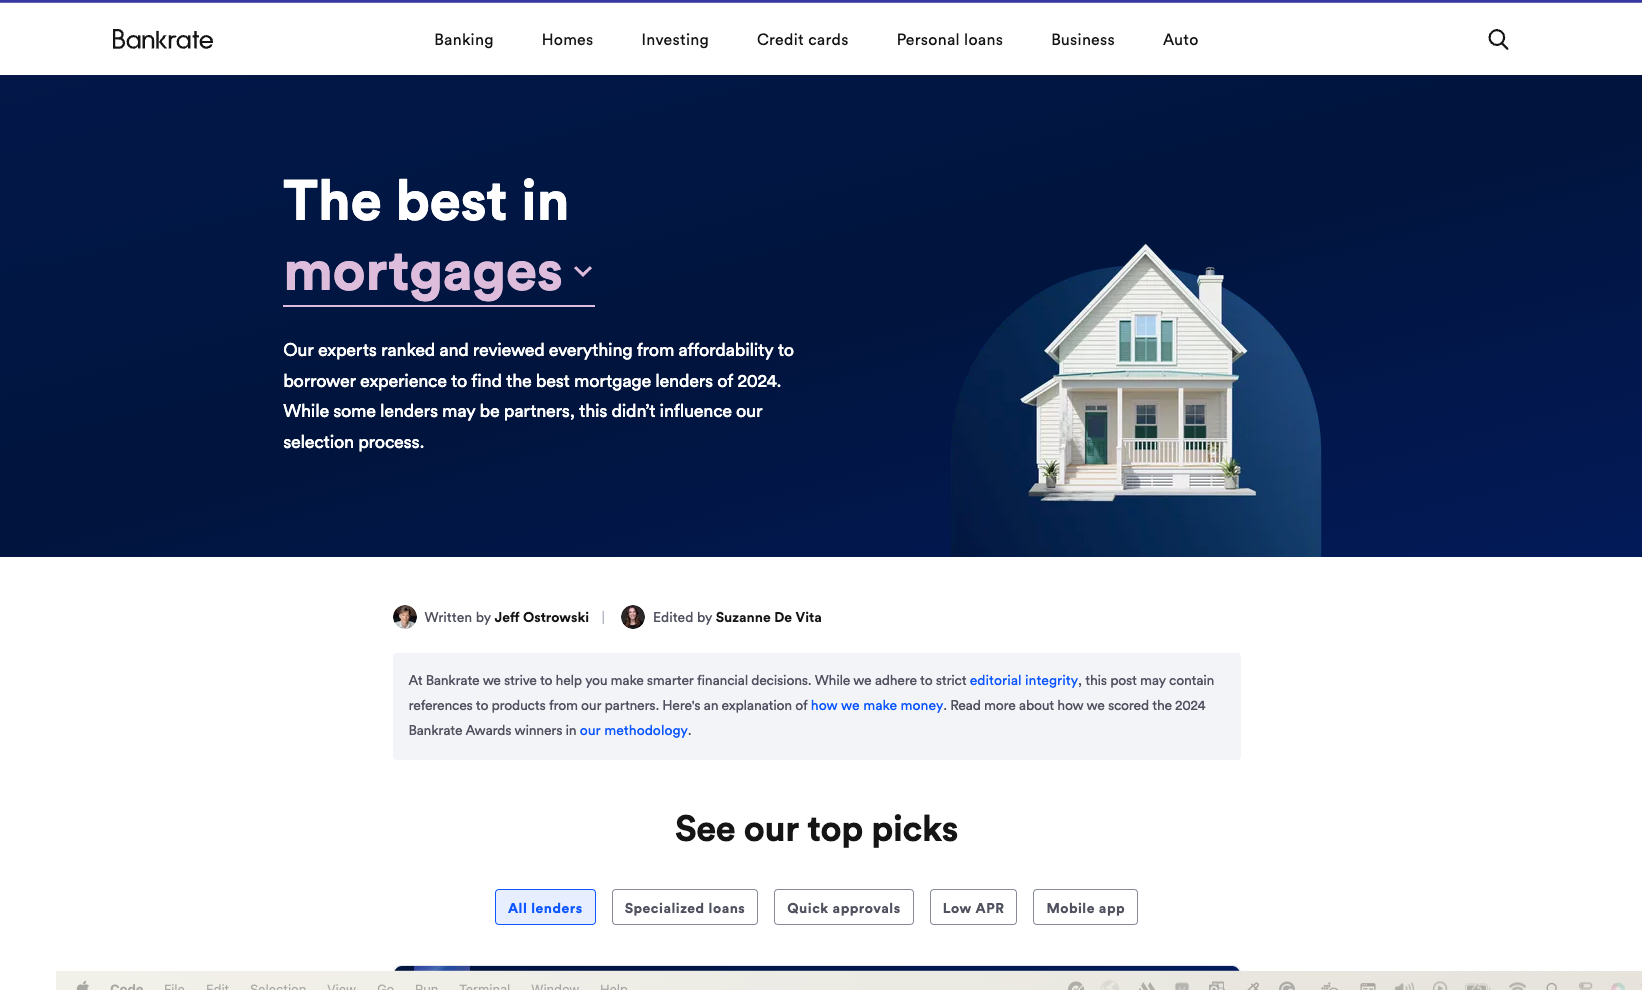 Bankrate
Banking Homes Investing Credit cards Personal loans Business Auto
The best in
mortgages
Our experts ranked and reviewed everything from affordability to
borrower experience to find the best mortgage lenders of 2024.
While some lenders may be partners, this didn’t influence our
selection process.
Written by Jeff Ostrowski | Edited by Suzanne De Vita
At Bankrate we strive to help you make smarter financial decisions. While we adhere to strict editorial integrity, this post may contain
references to products from our partners. Here's an explanation of how we make money. Read more about how we scored the 2024
Bankrate Awards winners in our methodology.
See our top picks
All lenders Specialized loans Quick approvals Low APR Mobile app
Code File Edit Selection View Go Run Terminal Window Help